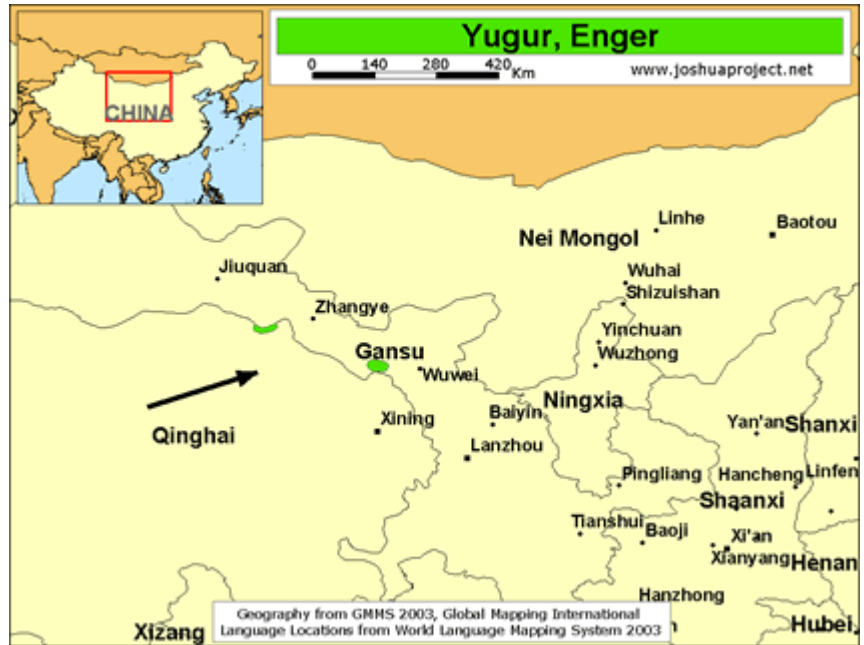 Yugur, Enger
0 140 280 420 Km
www.joshuaproject.net
CHINA
Linhe
Baotou
Nei Mongol
Jiuquan
Wuhai
Shizuishan
Zhangye
Yinchuan
Gansu
Wuzhong
Wuwei
Ningxia
Baiyin
Xining
Yan'an
Shanxi
Qinghai
Lanzhou
Pingliang
Hancheng
Linfen
Shaanxi
Tianshui
Baoji
Xi'an
Xianyang
Henan
Hanzhong
Geography from GMMS 2003, Global Mapping International
Language Locations from World Language Mapping System 2003
Xizang
Hubei